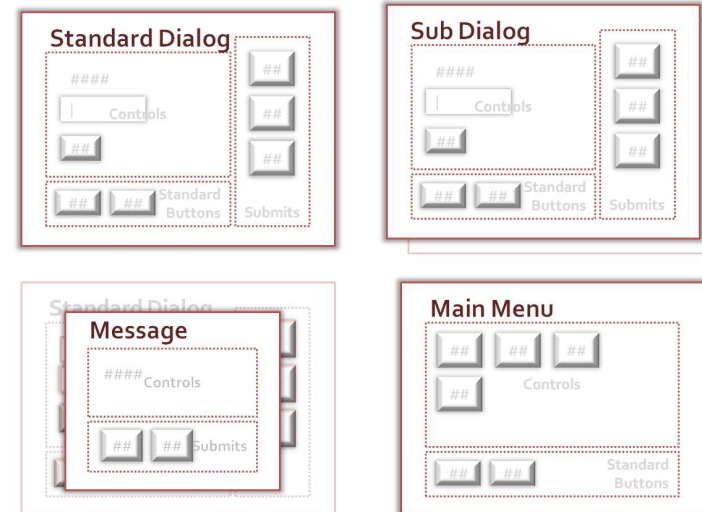 Standard Dialog
####
Controls
##
##
##
##
##
##
Standard
Buttons
Submits
Sub Dialog
####
Controls
##
##
##
##
##
##
Standard
Buttons
Submits
Standard Dialog
Message
####
Controls
##
##
Submits
Main Menu
##
##
##
##
Controls
##
##
Standard
Buttons